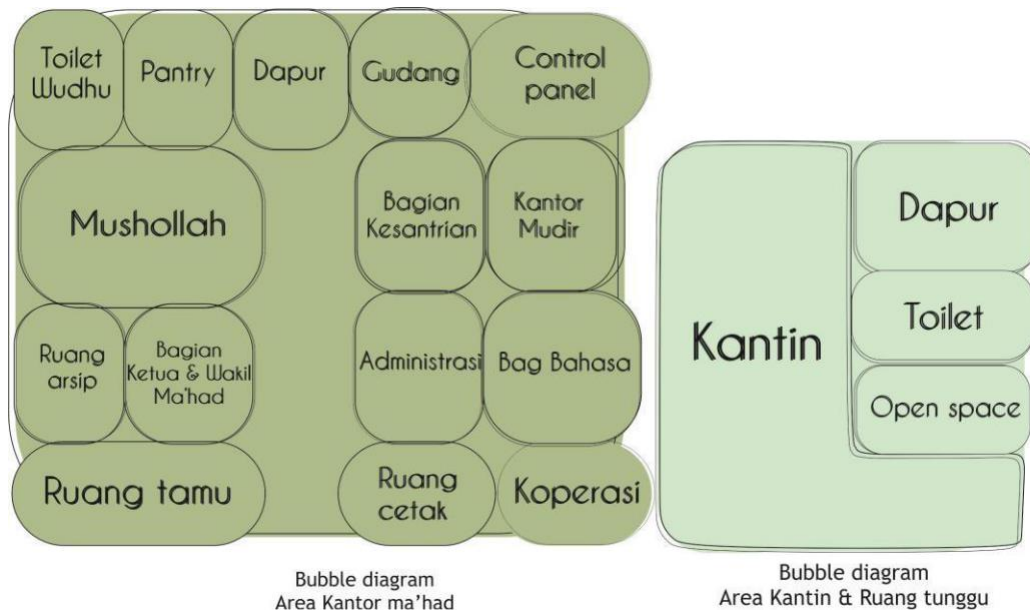 Toilet
Wudhu
Pantry
Dapur
Gudang
Control
panel
Mushollah
Bagian
Kesantrian
Kantor
Mudir
Ruang
arsip
Bagian
Ketua & Wakil
Ma'had
Administrasi
Bag Bahasa
Ruang tamu
Ruang
cetak
Koperasi
Bubble diagram
Area Kantor ma'had
Kantin
Dapur
Toilet
Open space
Bubble diagram
Area Kantin & Ruang tunggu